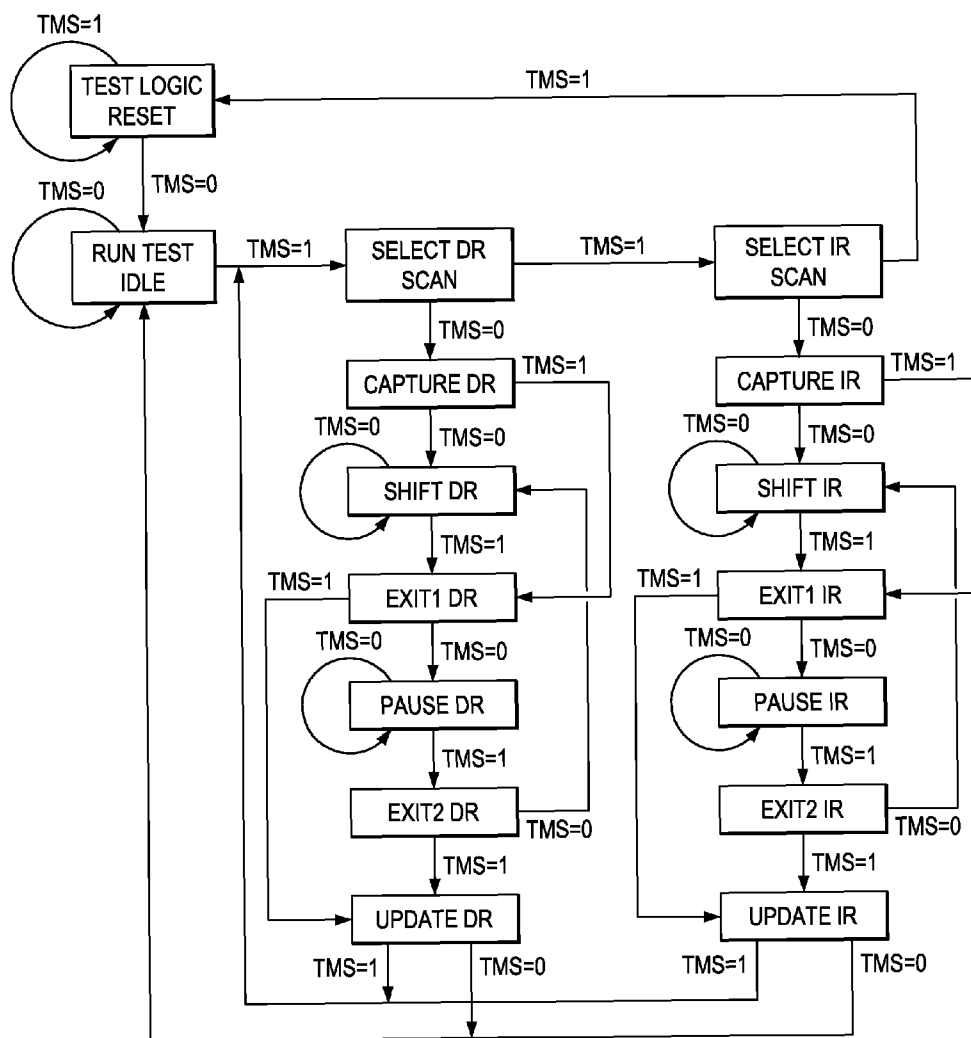 TMS=1
TEST LOGIC
RESET
TMS=1
TMS=0
TMS=0
RUN TEST
IDLE
TMS=1
SELECT DR
SCAN
TMS=1
SELECT IR
SCAN
TMS=0
TMS=0
CAPTURE DR
TMS=1
CAPTURE IR
TMS=1
TMS=0
TMS=0
TMS=0
TMS=0
SHIFT DR
SHIFT IR
TMS=1
TMS=1
TMS=1
EXIT1 DR
TMS=1
EXIT1 IR
TMS=0
TMS=0
TMS=0
TMS=0
PAUSE DR
PAUSE IR
TMS=1
TMS=1
EXIT2 DR
TMS=0
EXIT2 IR
TMS=0
TMS=1
TMS=1
UPDATE DR
UPDATE IR
TMS=1
TMS=0
TMS=1
TMS=0